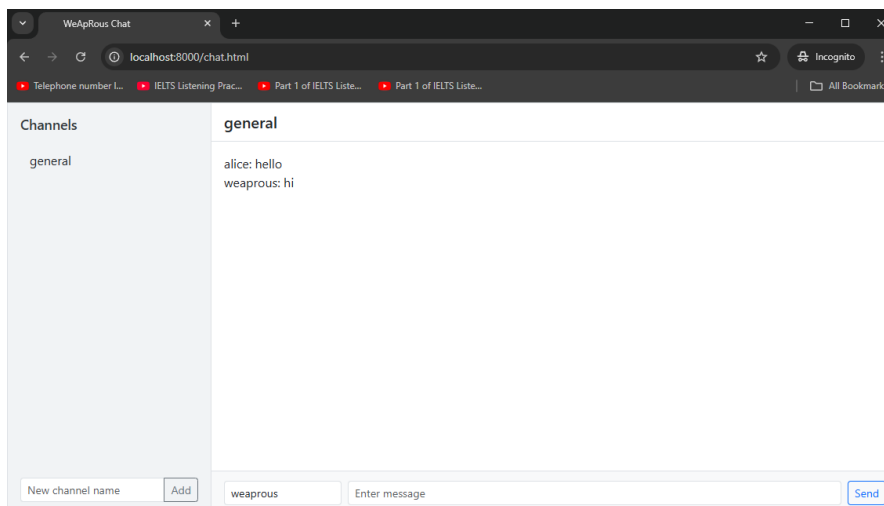 WeApRous Chat
localhost:8000/chat.html
Incognito
Telephone number l...
IELTS Listening Prac...
Part 1 of IELTS Liste...
Part 1 of IELTS Liste...
All Bookmark
Channels
general
general
alice: hello
weaprous: hi
New channel name
Add
weaprous
Enter message
Send